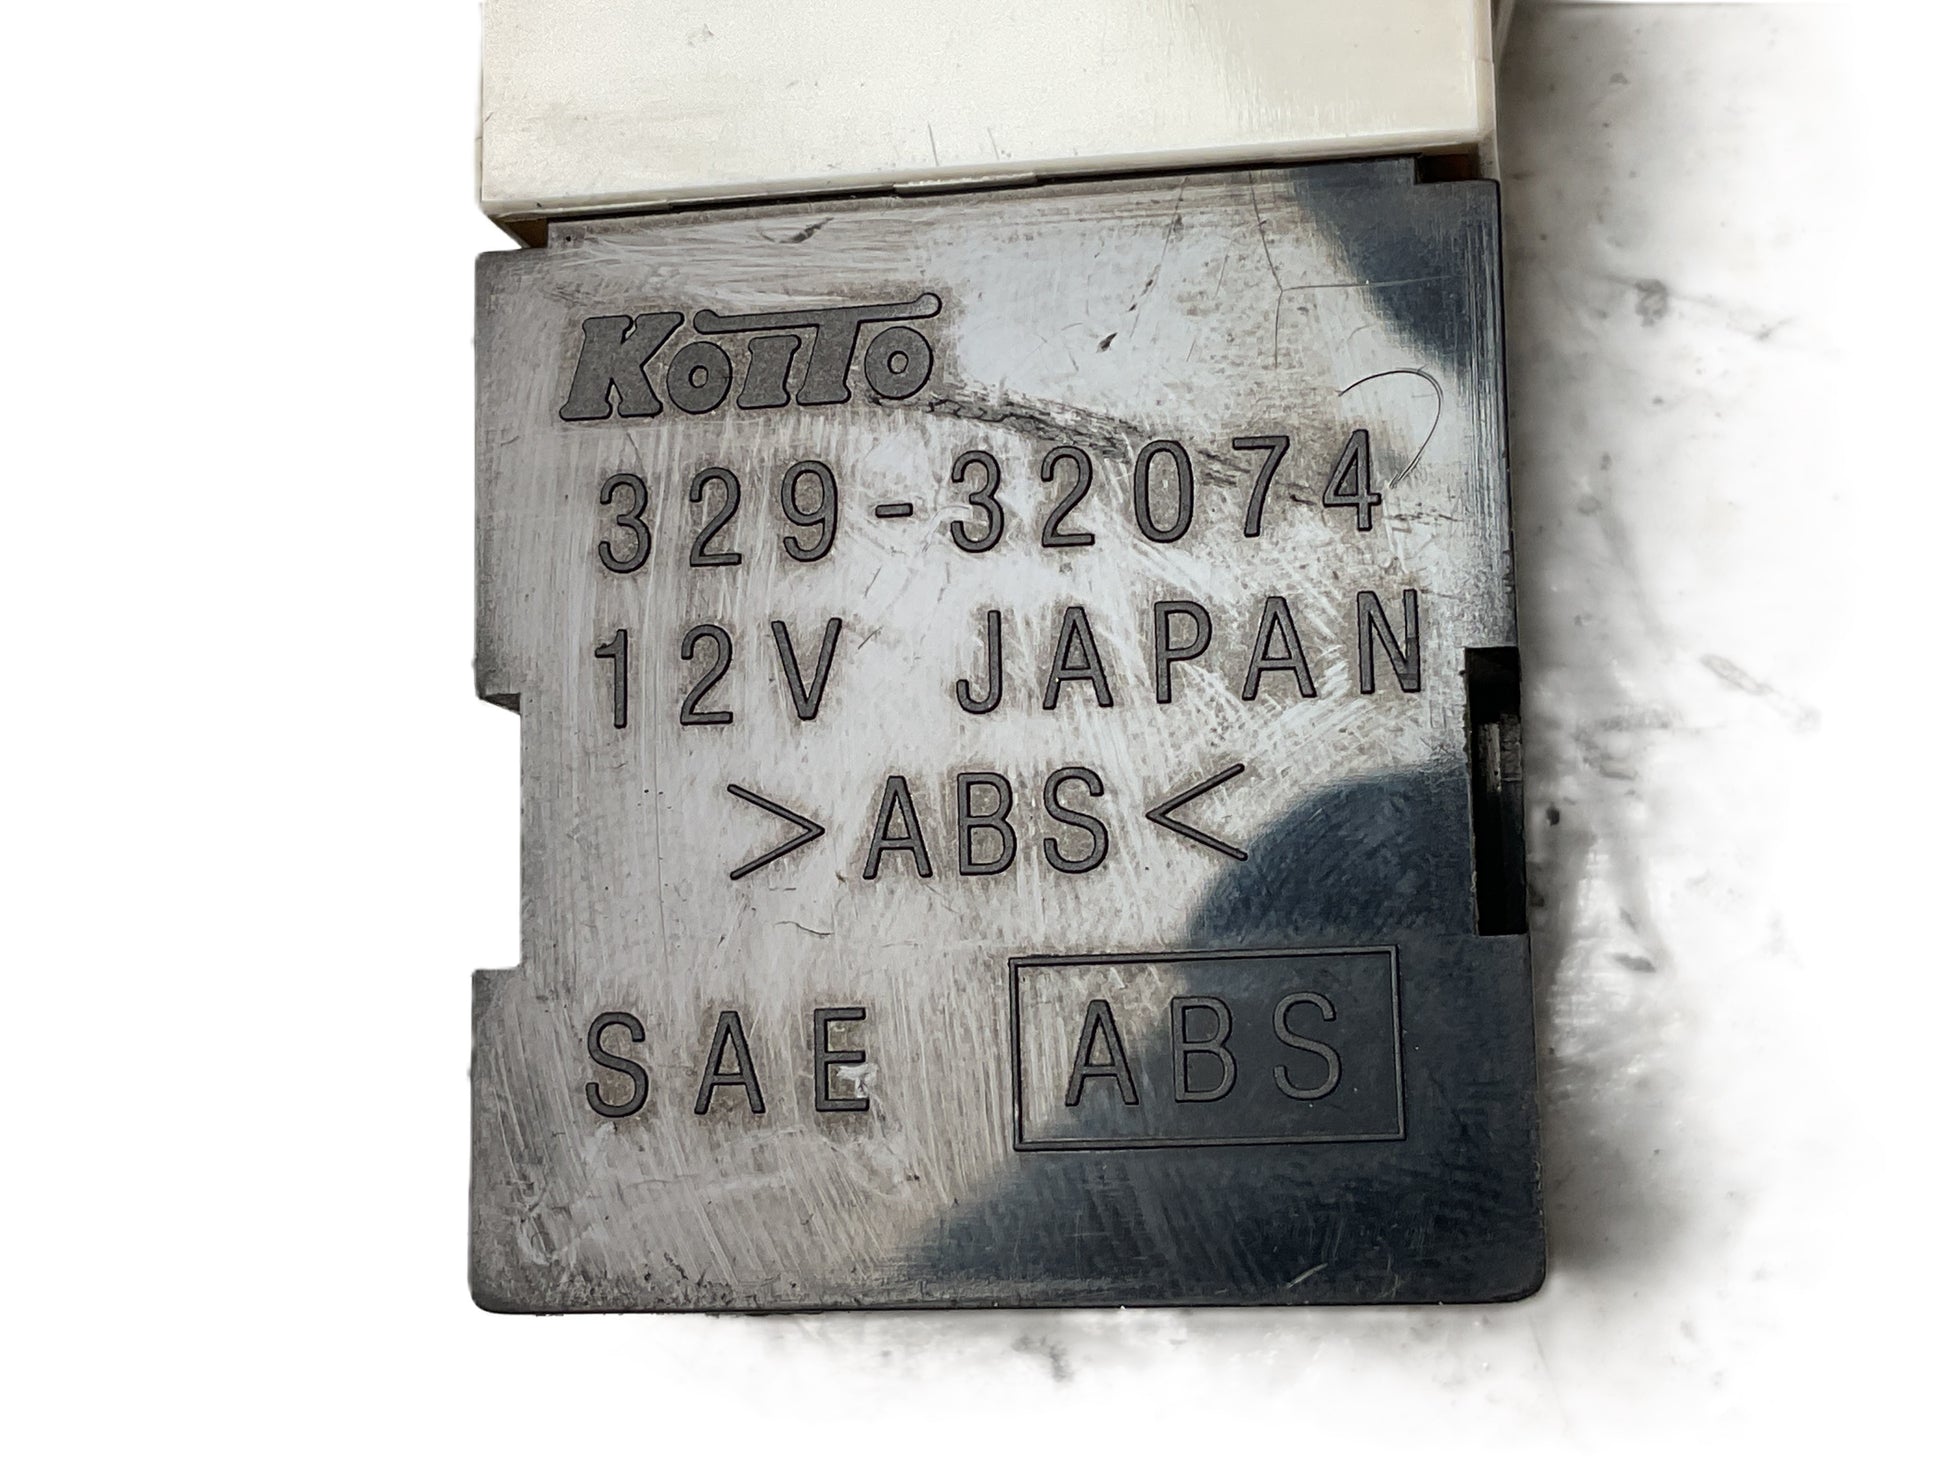 KOITO
329-32074
12V JAPAN
>ABS<
SAE ABS